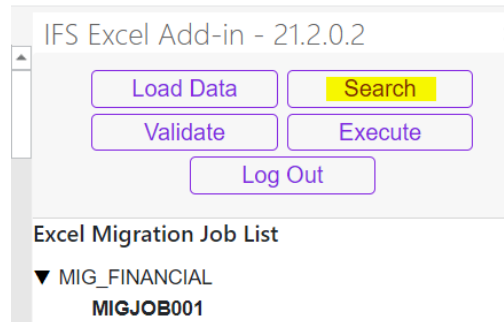 IFS Excel Add-in - 21.2.0.2
Load Data Search
Validate Execute
Log Out
Excel Migration Job List
▼ MIG_FINANCIAL
MIGJOB001